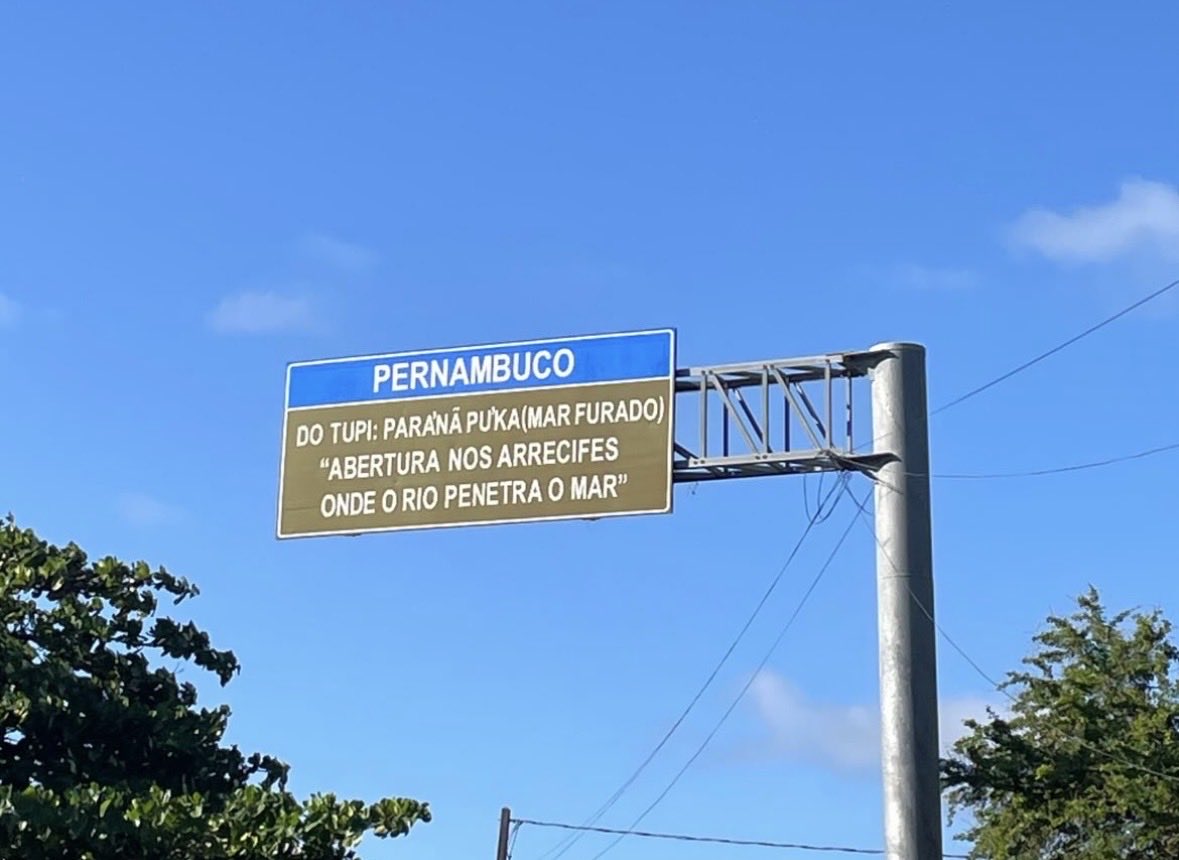 PERNAMBUCO
DO TUPI: PARA'NÃ PU'KA(MAR FURADO)
“ABERTURA NOS ARRECIFES
ONDE O RIO PENETRA O MAR”